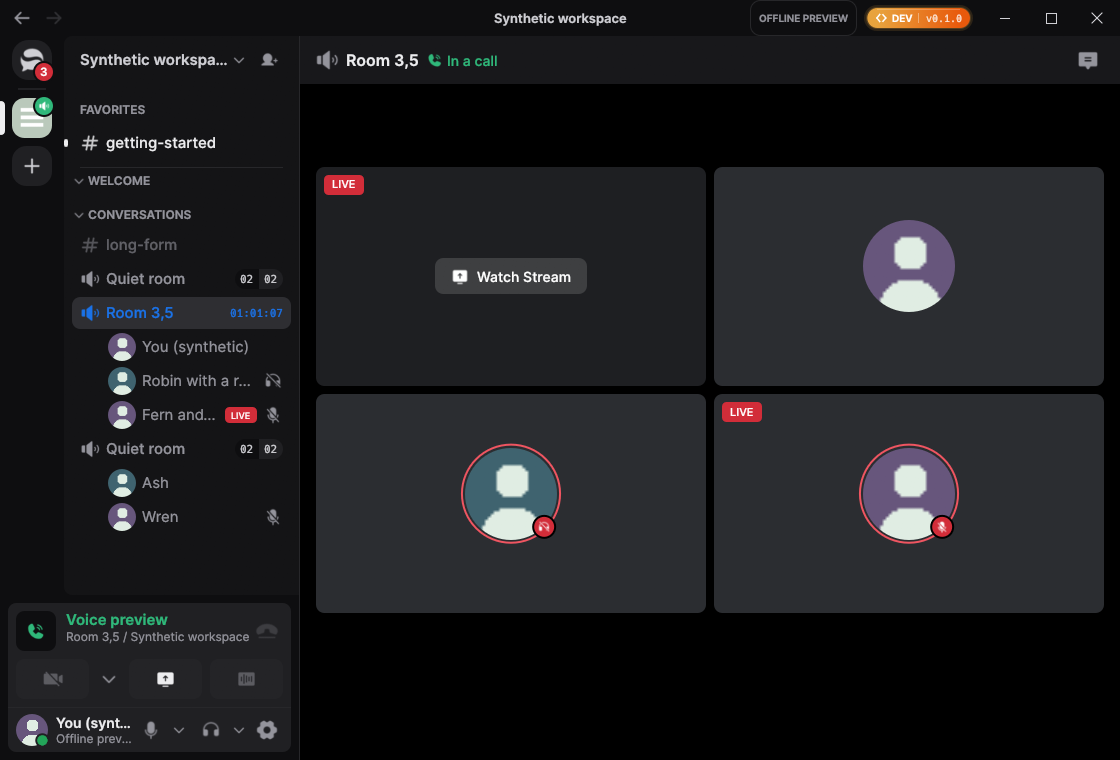 Synthetic workspace
OFFLINE PREVIEW
DEV v0.1.0
3
Synthetic workspa...
FAVORITES
getting-started
WELCOME
CONVERSATIONS
long-form
Quiet room 02 02
Room 3,5 01:01:07
You (synthetic)
Robin with a r...
Fern and... LIVE
Quiet room 02 02
Ash
Wren
Voice preview
Room 3,5 / Synthetic workspace
You (synt...
Offline prev...
Room 3,5 In a call
LIVE
Watch Stream
LIVE